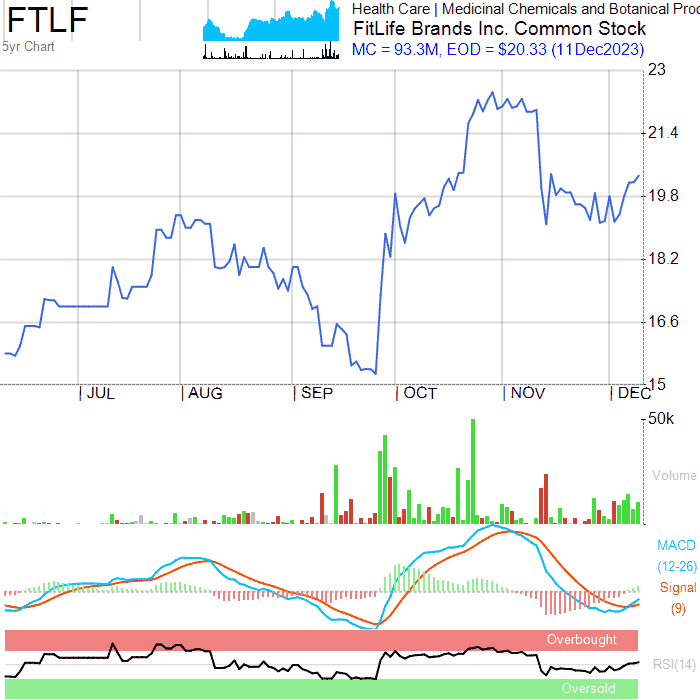 FTLF
5yr Chart
Health Care | Medicinal Chemicals and Botanical Proc
FitLife Brands Inc. Common Stock
MC = 93.3M, EOD = $20.33 (11Dec2023)
23
21.4
19.8
18.2
16.6
15
JUL AUG SEP OCT NOV DEC
50k
Volume
MACD
(12-26)
Signal
(9)
Overbought
RSI(14)
Oversold